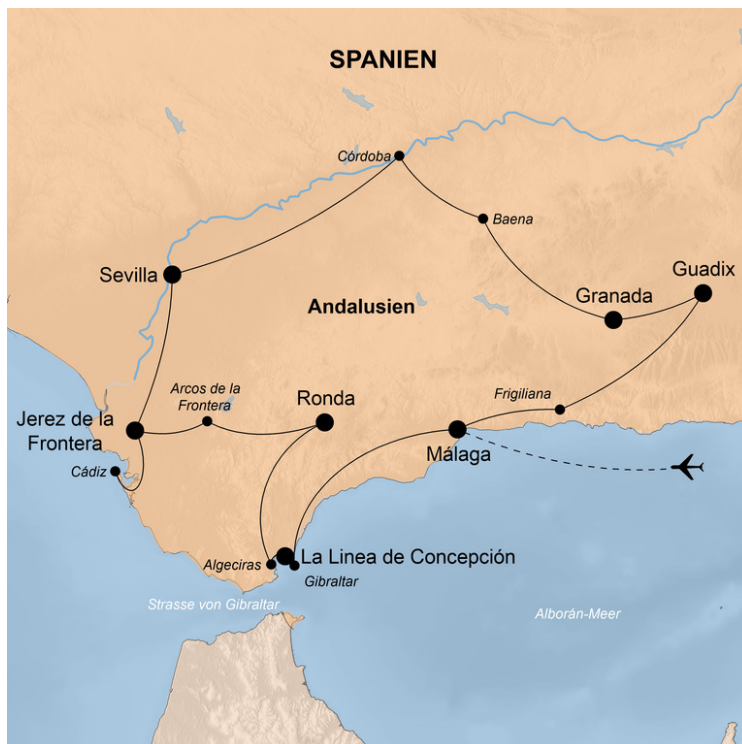 SPANIEN
Córdoba
Baena
Sevilla
Guadix
Granada
Andalusien
Arcos de la
Frontera
Ronda
Frigiliana
Jerez de la
Frontera
Málaga
Cádiz
La Linea de Concepción
Algeciras
Gibraltar
Strasse von Gibraltar
Alborán-Meer